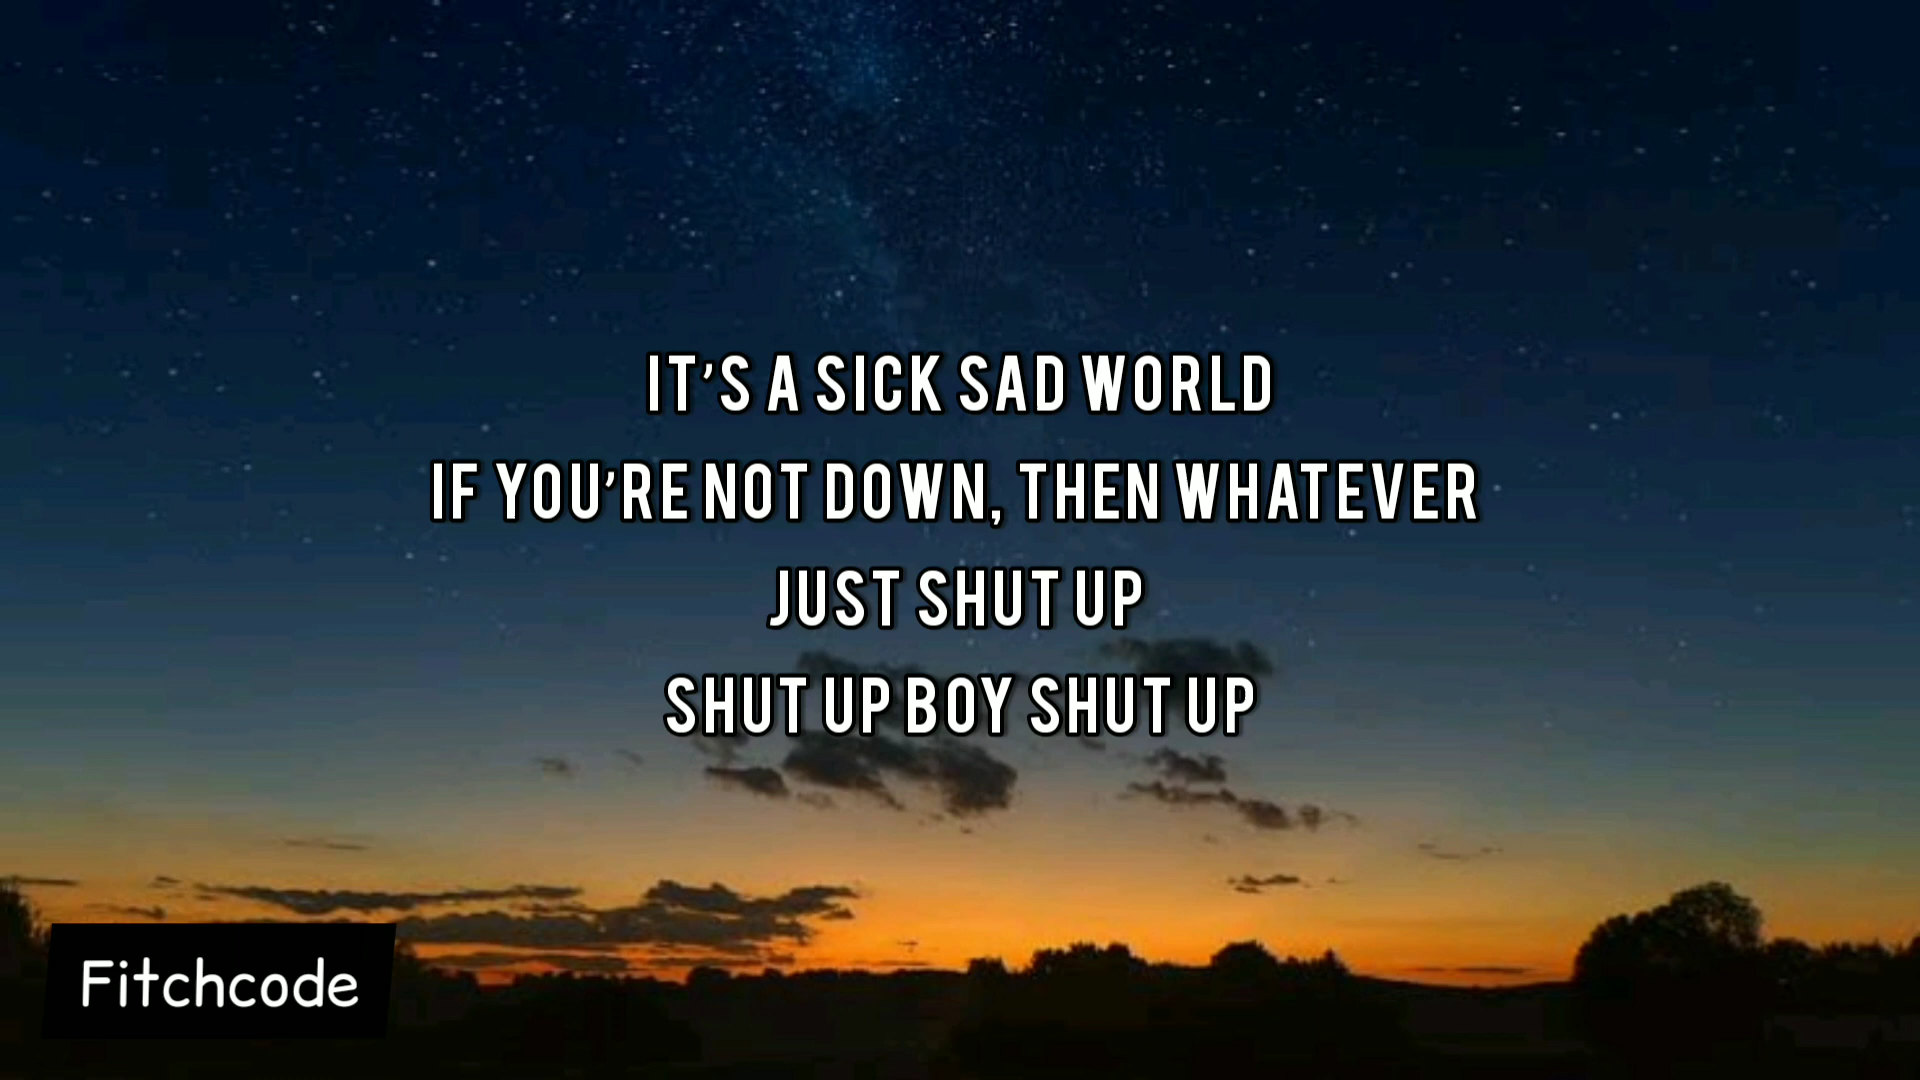 IT'S A SICK SAD WORLD
IF YOU'RE NOT DOWN, THEN WHATEVER
JUST SHUT UP
SHUT UP BOY SHUT UP
Fitchcode